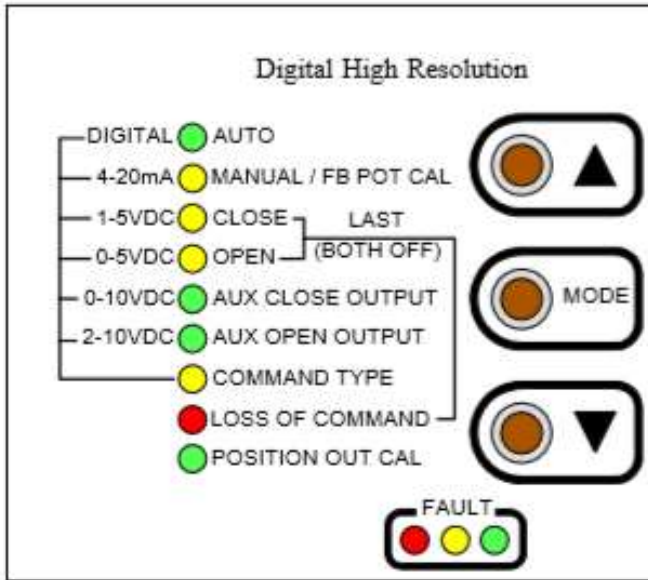 Digital High Resolution
DIGITAL AUTO
4-20mA MANUAL / FB POT CAL
1-5VDC CLOSE LAST
0-5VDC OPEN (BOTH OFF)
0-10VDC AUX CLOSE OUTPUT
MODE
2-10VDC AUX OPEN OUTPUT
COMMAND TYPE
LOSS OF COMMAND
POSITION OUT CAL
FAULT